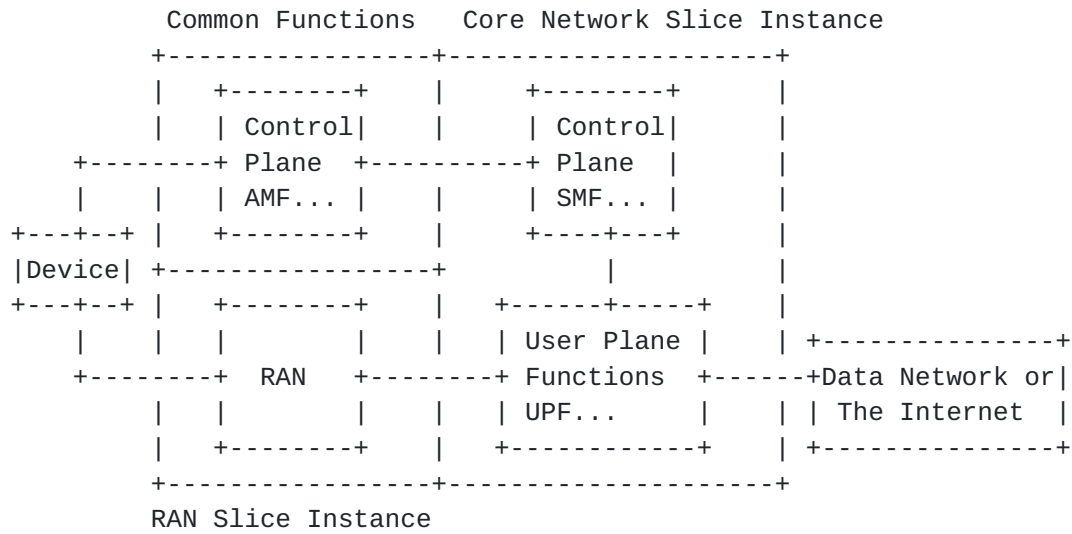 Common Functions Core Network Slice Instance
Control Control
Plane Plane
AMF... SMF...
Device
User Plane
RAN Functions Data Network or
UPF... The Internet
RAN Slice Instance